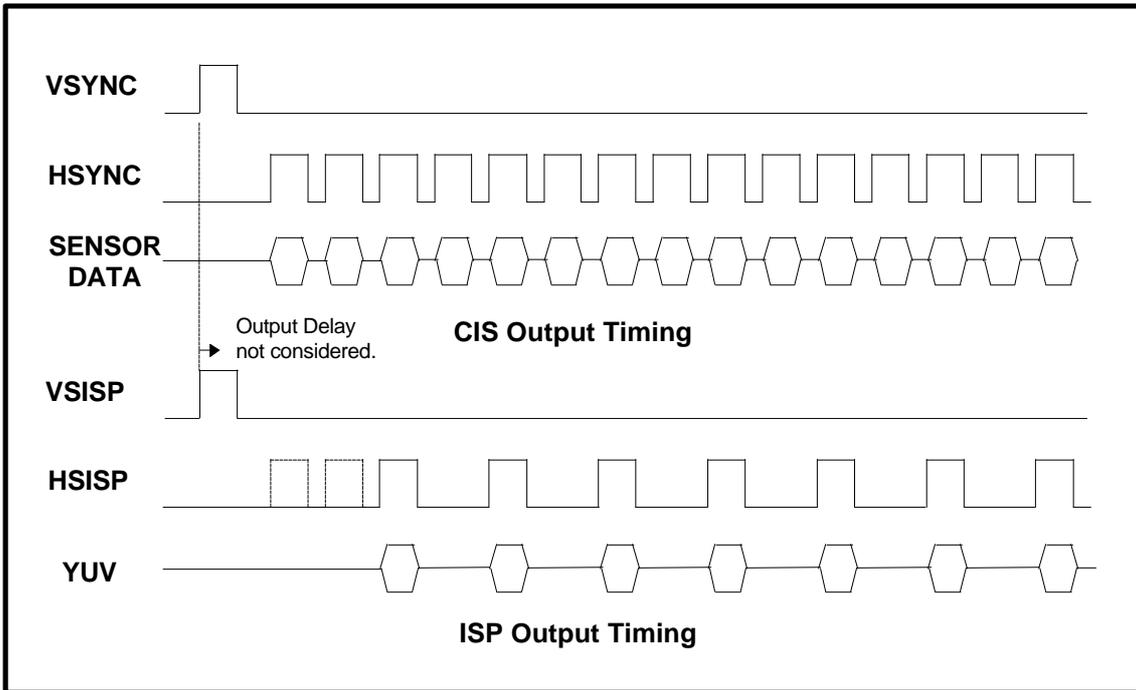 VSYNC
HSYNC
SENSOR
DATA
Output Delay
not considered.
CIS Output Timing
VSISP
HSISP
YUV
ISP Output Timing